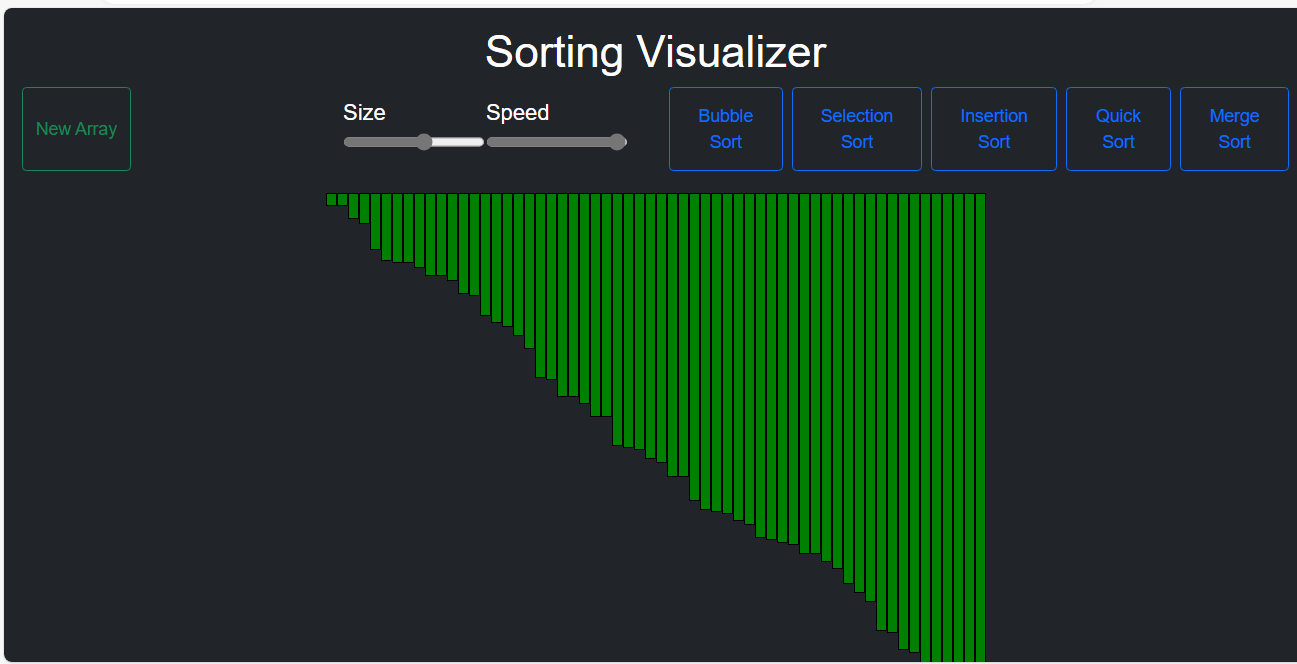 Sorting Visualizer
New Array
Size
Speed
Bubble
Sort
Selection
Sort
Insertion
Sort
Quick
Sort
Merge
Sort